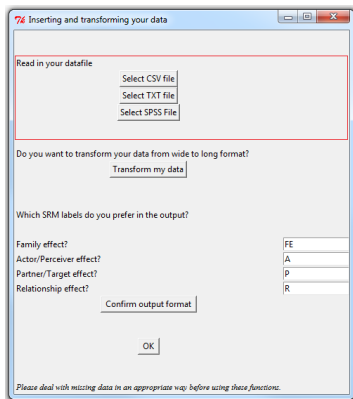 Inserting and transforming your data
Read in your datafile
Select CSV file
Select TXT file
Select SPSS File
Do you want to transform your data from wide to long format?
Transform my data
Which SRM labels do you prefer in the output?
Family effect? FE
Actor/Perceiver effect? A
Partner/Target effect? P
Relationship effect? R
Confirm output format
OK
Please deal with missing data in an appropriate way before using these functions.